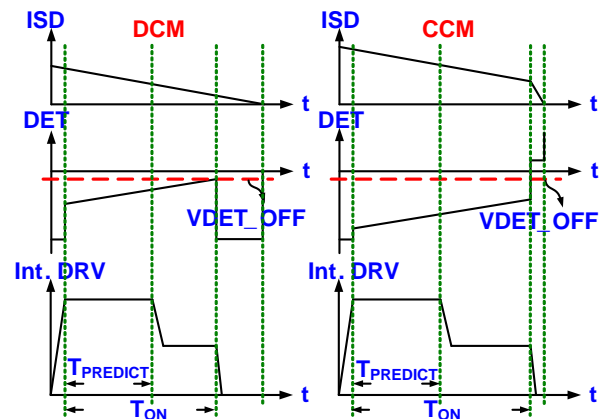 ISD
DCM
t
DET
t
VDET_OFF
Int. DRV
TPREDICT
TON
t
ISD
CCM
t
DET
t
VDET_OFF
Int. DRV
TPREDICT
TON
t